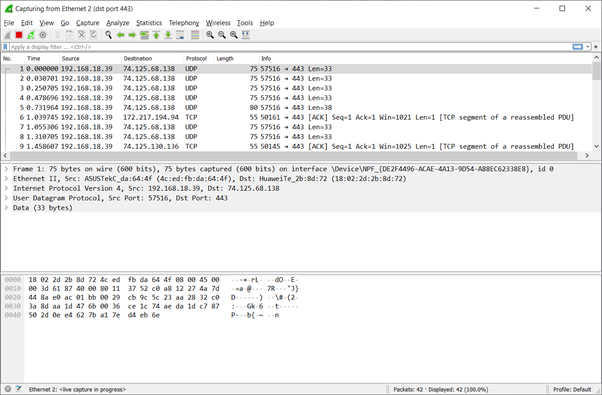 Capturing from Ethernet 2 (dst port 443)
File Edit View Go Capture Analyze Statistics Telephony Wireless Tools Help
Apply a display filter ... <Ctrl-/>
No. Time Source Destination Protocol Length Info
1 0.000000 192.168.18.39 74.125.68.138 UDP 75 57516 → 443 Len=33
2 0.030701 192.168.18.39 74.125.68.138 UDP 75 57516 → 443 Len=33
3 0.250705 192.168.18.39 74.125.68.138 UDP 75 57516 → 443 Len=33
4 0.478696 192.168.18.39 74.125.68.138 UDP 75 57516 → 443 Len=33
5 0.731964 192.168.18.39 74.125.68.138 UDP 80 57516 → 443 Len=38
6 1.039745 192.168.18.39 172.217.194.94 TCP 55 50161 → 443 [ACK] Seq=1 Ack=1 Win=1021 Len=1 [TCP segment of a reassembled PDU]
7 1.055306 192.168.18.39 74.125.68.138 UDP 75 57516 → 443 Len=33
8 1.310705 192.168.18.39 74.125.68.138 UDP 75 57516 → 443 Len=33
9 1.458607 192.168.18.39 74.125.130.136 TCP 55 50145 → 443 [ACK] Seq=1 Ack=1 Win=1025 Len=1 [TCP segment of a reassembled PDU]
Frame 1: 75 bytes on wire (600 bits), 75 bytes captured (600 bits) on interface \Device\NPF_{DE2F4496-ACAE-4A13-9D54-A88EC62338E8}, id 0
Ethernet II, Src: ASUSTekC_da:64:4f (4c:ed:fb:da:64:4f), Dst: HuaweiTe_2b:8d:72 (18:02:2d:2b:8d:72)
Internet Protocol Version 4, Src: 192.168.18.39, Dst: 74.125.68.138
User Datagram Protocol, Src Port: 57516, Dst Port: 443
Data (33 bytes)
0000 18 02 2d 2b 8d 72 4c ed fb da 64 4f 08 00 45 00 ··-+·rL· ··dO··E·
0010 00 3d 61 87 40 00 80 11 37 52 c0 a8 12 27 4a 7d ·=a·@··· 7R···'J}
0020 44 8a e0 ac 01 bb 00 29 cb 9c 5c 23 aa 28 32 c0 D······) ··\#·(2·
0030 3a 8d aa 1d 47 6b 00 36 ce 1c 74 ae da 1d c7 87 :···Gk·6 ··t·····
0040 50 2d 0e e4 62 7b a1 7e d4 eb 6e P-··b{·~ ··n
Ethernet 2: <live capture in progress> Packets: 42 · Displayed: 42 (100.0%) Profile: Default